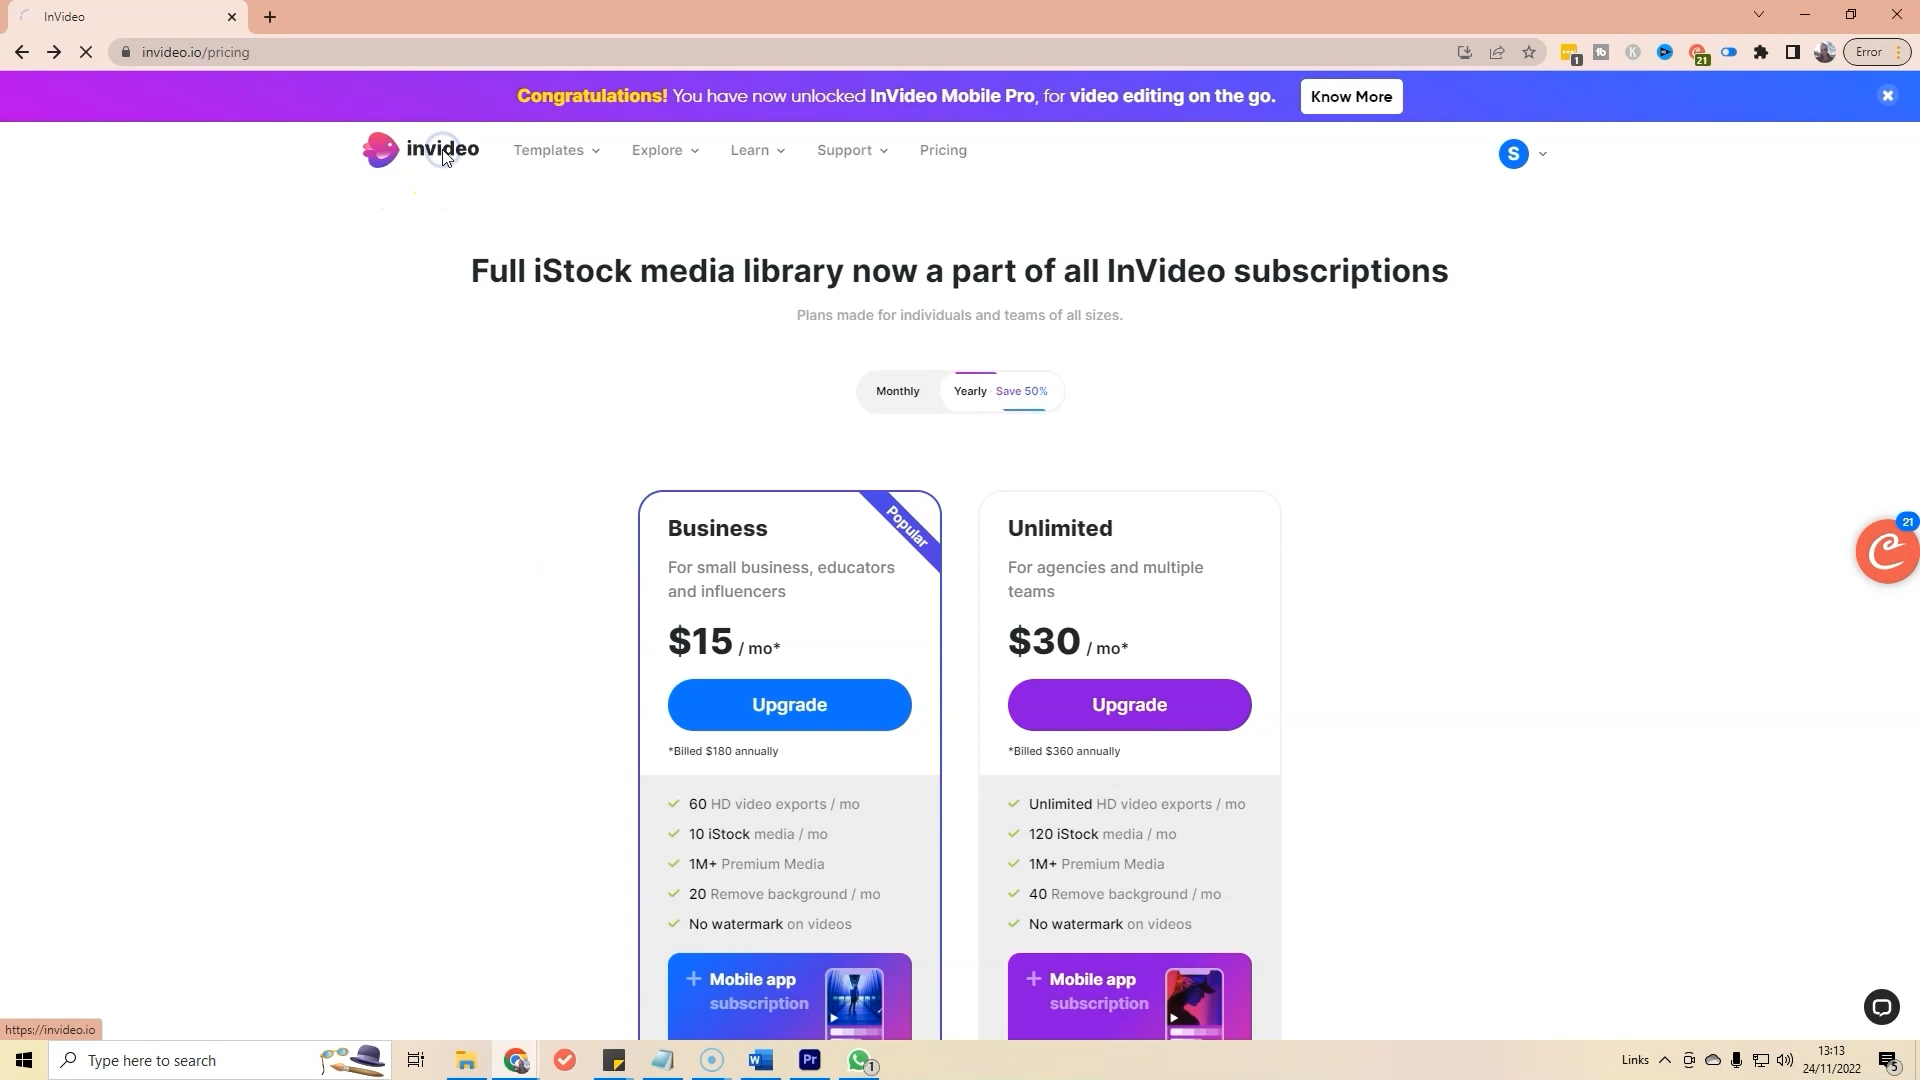 InVideo
invideo.io/pricing
1
21
Error
Congratulations! You have now unlocked InVideo Mobile Pro, for video editing on the go.
Know More
invideo
Templates
Explore
Learn
Support
Pricing
S
Full iStock media library now a part of all InVideo subscriptions
Plans made for individuals and teams of all sizes.
Monthly
Yearly Save 50%
Popular
Business
For small business, educators
and influencers
$15 / mo*
Upgrade
*Billed $180 annually
60 HD video exports / mo
10 iStock media / mo
1M+ Premium Media
20 Remove background / mo
No watermark on videos
+ Mobile app
subscription
Unlimited
For agencies and multiple
teams
$30 / mo*
Upgrade
*Billed $360 annually
Unlimited HD video exports / mo
120 iStock media / mo
1M+ Premium Media
40 Remove background / mo
No watermark on videos
+ Mobile app
subscription
21
https://invideo.io
Type here to search
W
Pr
1
Links
13:13
24/11/2022
5